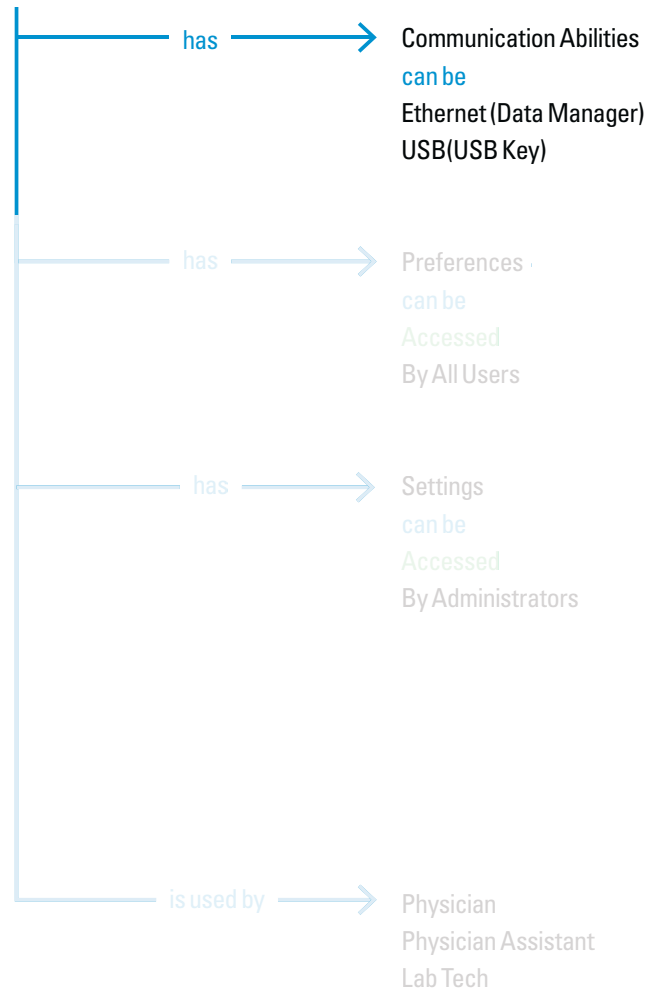 has
Communication Abilities
can be
Ethernet (Data Manager)
USB(USB Key)
has
Preferences
can be
Accessed
By All Users
has
Settings
can be
Accessed
By Administrators
is used by
Physician
Physician Assistant
Lab Tech